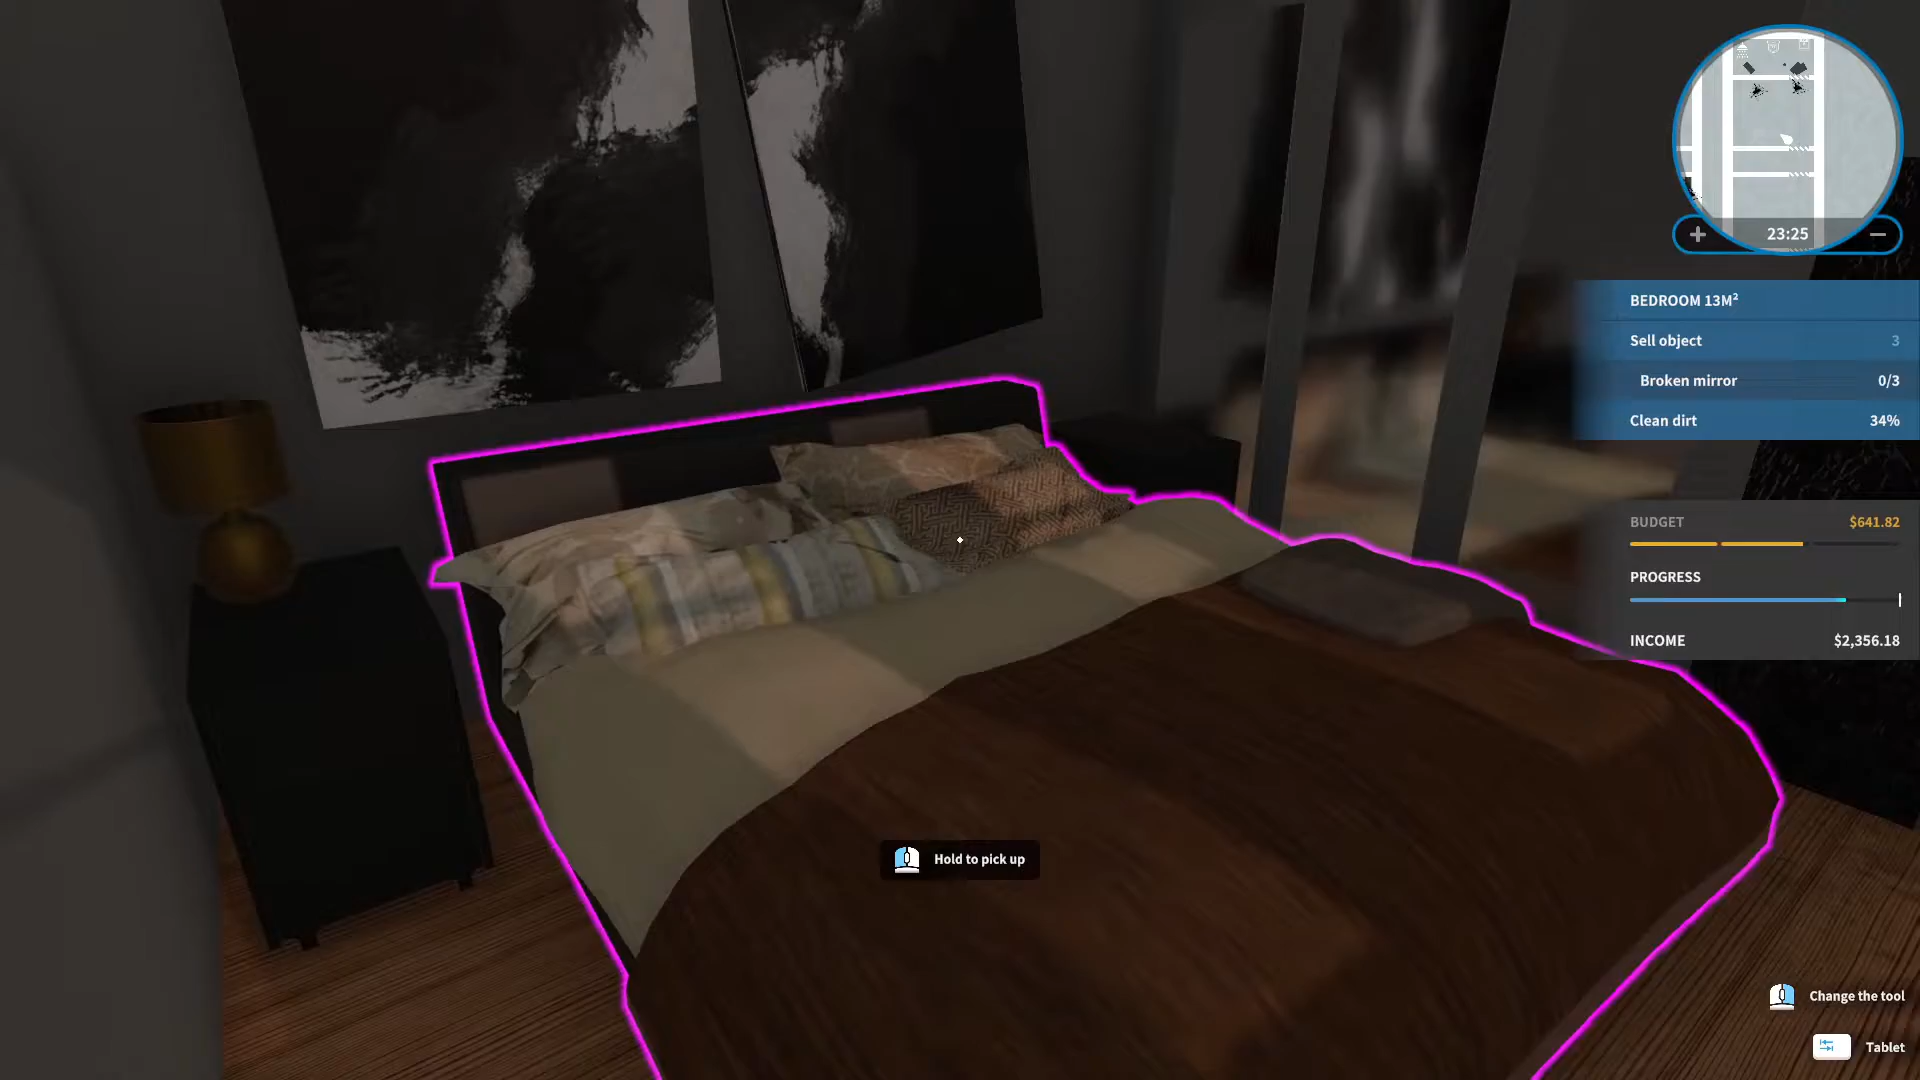 23:25
BEDROOM 13M²
Sell object 3
Broken mirror 0/3
Clean dirt 34%
BUDGET $641.82
PROGRESS
INCOME $2,356.18
Hold to pick up
Change the tool
Tablet